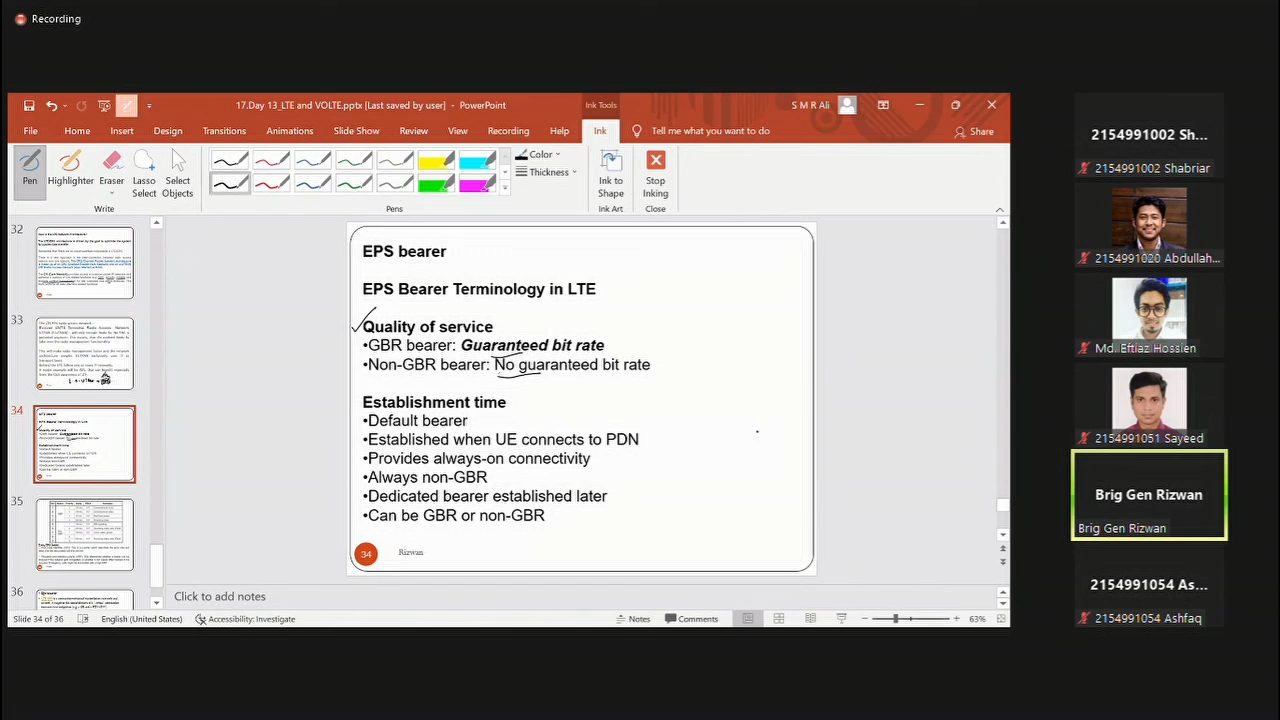 Recording
17.Day 13_LTE and VOLTE.pptx [Last saved by user] - PowerPoint
Ink Tools
S M R Ali
File Home Insert Design Transitions Animations Slide Show Review View Recording Help Ink Tell me what you want to do Share
Pen Highlighter Eraser Lasso Select Select Objects
Color
Thickness
Ink to Shape Stop Inking
Write Pens Ink Art Close
32
33
34
35
36
EPS bearer
EPS Bearer Terminology in LTE
Quality of service
•GBR bearer: Guaranteed bit rate
•Non-GBR bearer: No guaranteed bit rate
Establishment time
•Default bearer
•Established when UE connects to PDN
•Provides always-on connectivity
•Always non-GBR
•Dedicated bearer established later
•Can be GBR or non-GBR
34 Rizwan
Click to add notes
Slide 34 of 36 English (United States) Accessibility: Investigate Notes Comments 63%
2154991002 Sh...
2154991002 Shabriar
2154991020 Abdullah...
Md. Eftiaz Hossien
2154991051 Sayeed
Brig Gen Rizwan
Brig Gen Rizwan
2154991054 As...
2154991054 Ashfaq